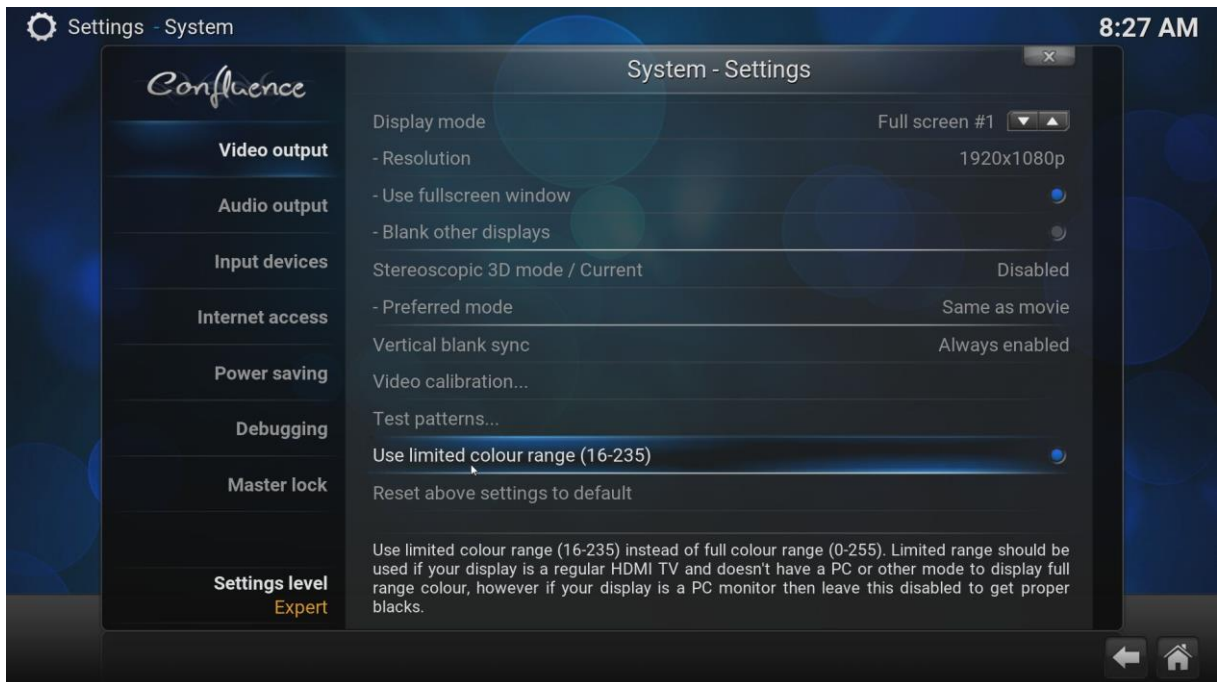 Settings - System
8:27 AM
Confluence
System - Settings
Video output
Audio output
Input devices
Internet access
Power saving
Debugging
Master lock
Settings level
Expert
Display mode Full screen #1
- Resolution 1920x1080p
- Use fullscreen window
- Blank other displays
Stereoscopic 3D mode / Current Disabled
- Preferred mode Same as movie
Vertical blank sync Always enabled
Video calibration...
Test patterns...
Use limited colour range (16-235)
Reset above settings to default
Use limited colour range (16-235) instead of full colour range (0-255). Limited range should be
used if your display is a regular HDMI TV and doesn't have a PC or other mode to display full
range colour, however if your display is a PC monitor then leave this disabled to get proper
blacks.